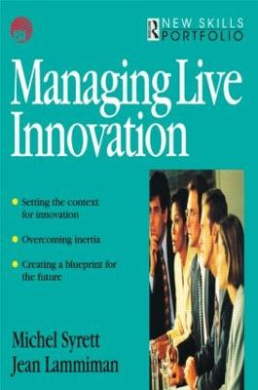 NEW SKILLS
PORTFOLIO
Managing Live
Innovation
Setting the context
for innovation
Overcoming inertia
Creating a blueprint for
the future
Michel Syrett
Jean Lammiman